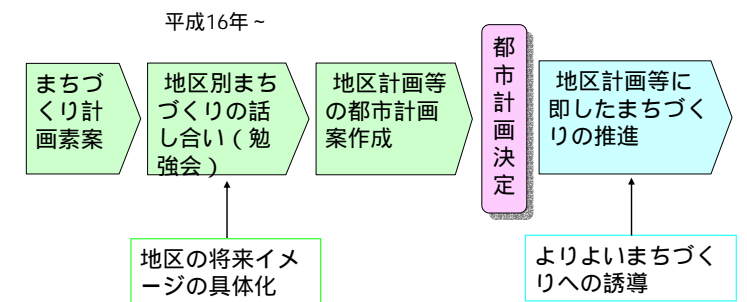 平成16年～
まちづ
くり計
画素案
地区別まち
づくりの話
し合い（勉
強会）
地区計画等
の都市計画
案作成
都
市
計
画
決
定
地区計画等に
即したまちづく
りの推進
地区の将来イメ
ージの具体化
よりよいまちづく
りへの誘導